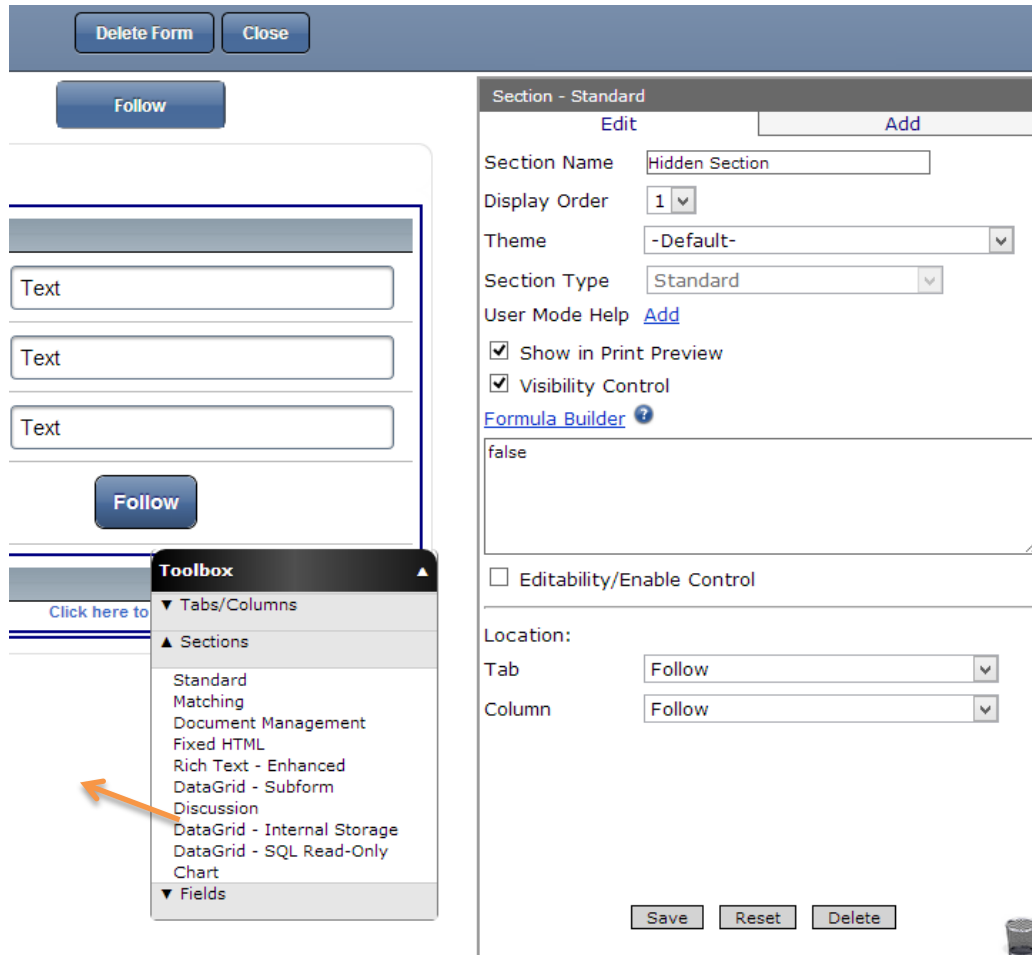 Delete Form Close
Follow
Text
Text
Text
Follow
Click here to
Toolbox ▲
▼ Tabs/Columns
▲ Sections
Standard
Matching
Document Management
Fixed HTML
Rich Text - Enhanced
DataGrid - Subform
Discussion
DataGrid - Internal Storage
DataGrid - SQL Read-Only
Chart
▼ Fields
Section - Standard
Edit Add
Section Name Hidden Section
Display Order 1
Theme -Default-
Section Type Standard
User Mode Help Add
Show in Print Preview
Visibility Control
Formula Builder ?
false
Editability/Enable Control
Location:
Tab Follow
Column Follow
Save Reset Delete